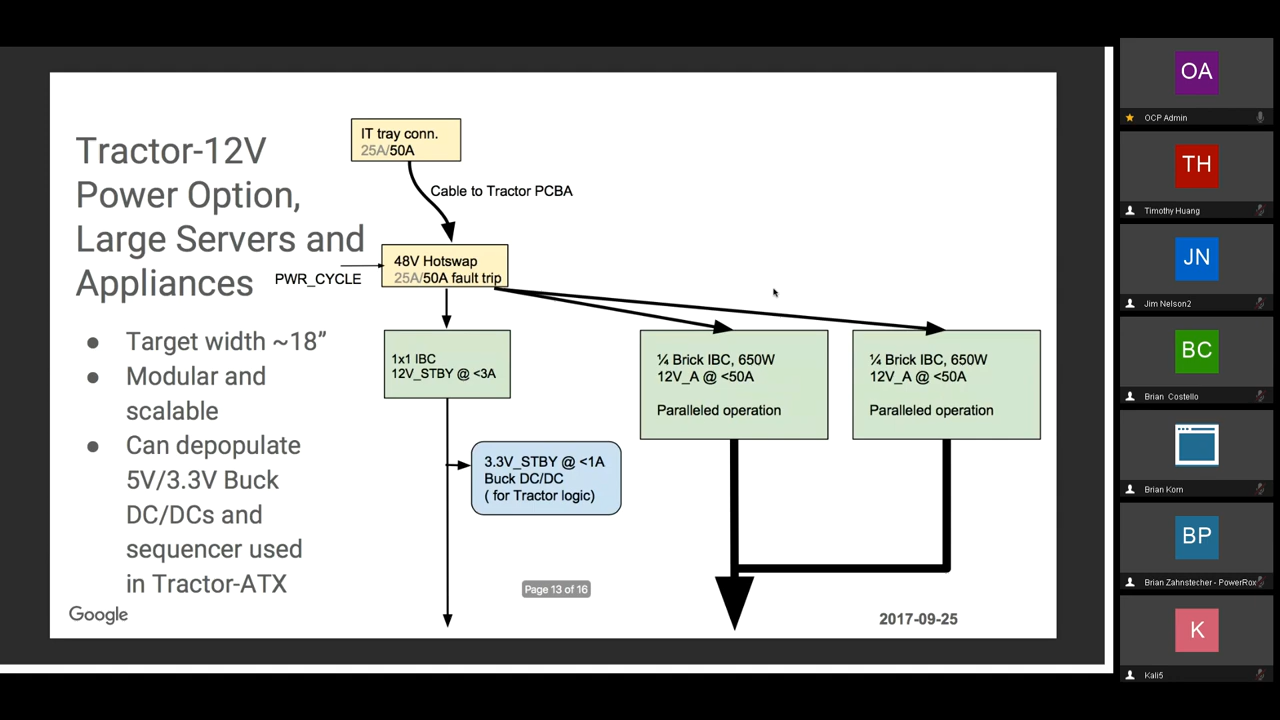 Tractor-12V
Power Option,
Large Servers and
Appliances
● Target width ~18”
● Modular and
scalable
● Can depopulate
5V/3.3V Buck
DC/DCs and
sequencer used
in Tractor-ATX
IT tray conn.
25A/50A
Cable to Tractor PCBA
PWR_CYCLE
48V Hotswap
25A/50A fault trip
1x1 IBC
12V_STBY @ <3A
¼ Brick IBC, 650W
12V_A @ <50A
Paralleled operation
¼ Brick IBC, 650W
12V_A @ <50A
Paralleled operation
3.3V_STBY @ <1A
Buck DC/DC
( for Tractor logic)
Page 13 of 16
Google
2017-09-25
OA
OCP Admin
TH
Timothy Huang
JN
Jim Nelson2
BC
Brian Costello
Brian Korn
BP
Brian Zahnstecher - PowerRox
K
Kali5